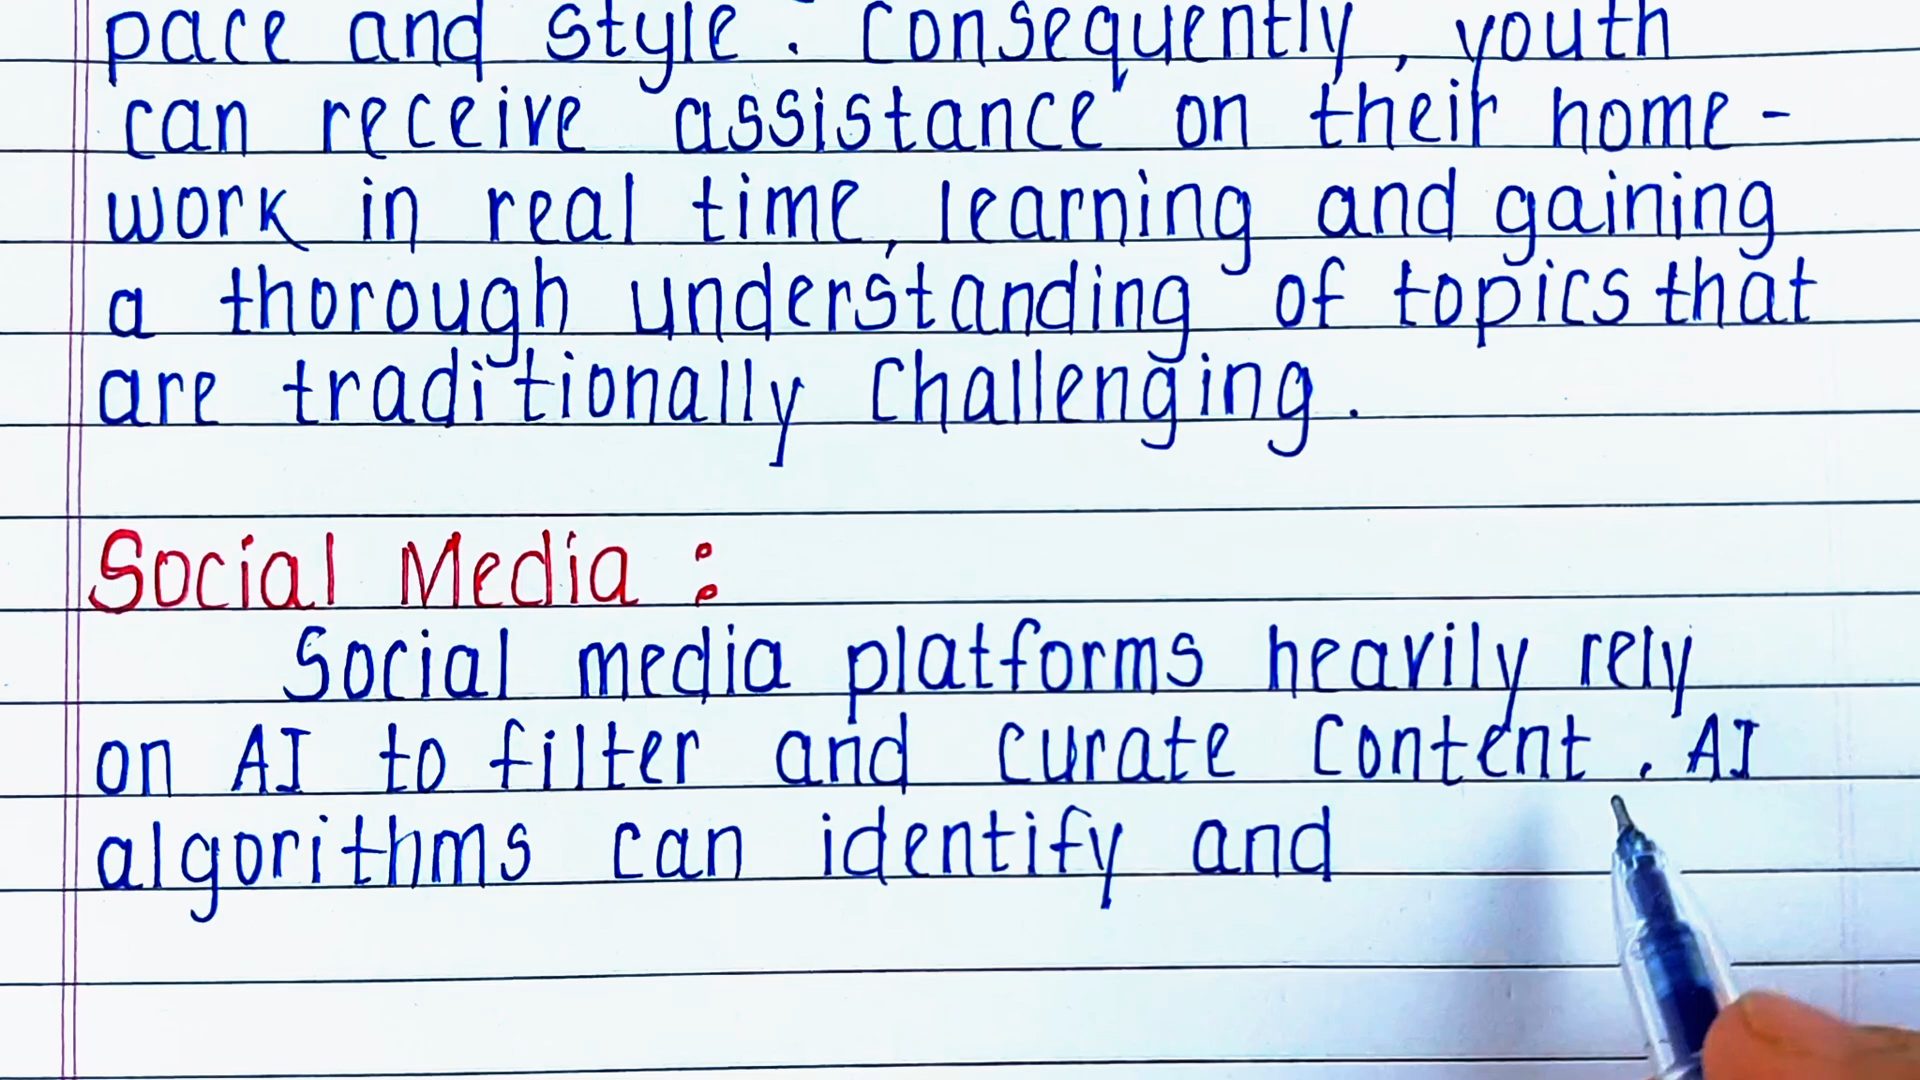 pace and style. Consequently, youth
can receive assistance on their home-
work in real time, learning and gaining
a thorough understanding of topics that
are traditionally challenging.
Social Media :
Social media platforms heavily rely
on AI to filter and curate content. AI
algorithms can identify and